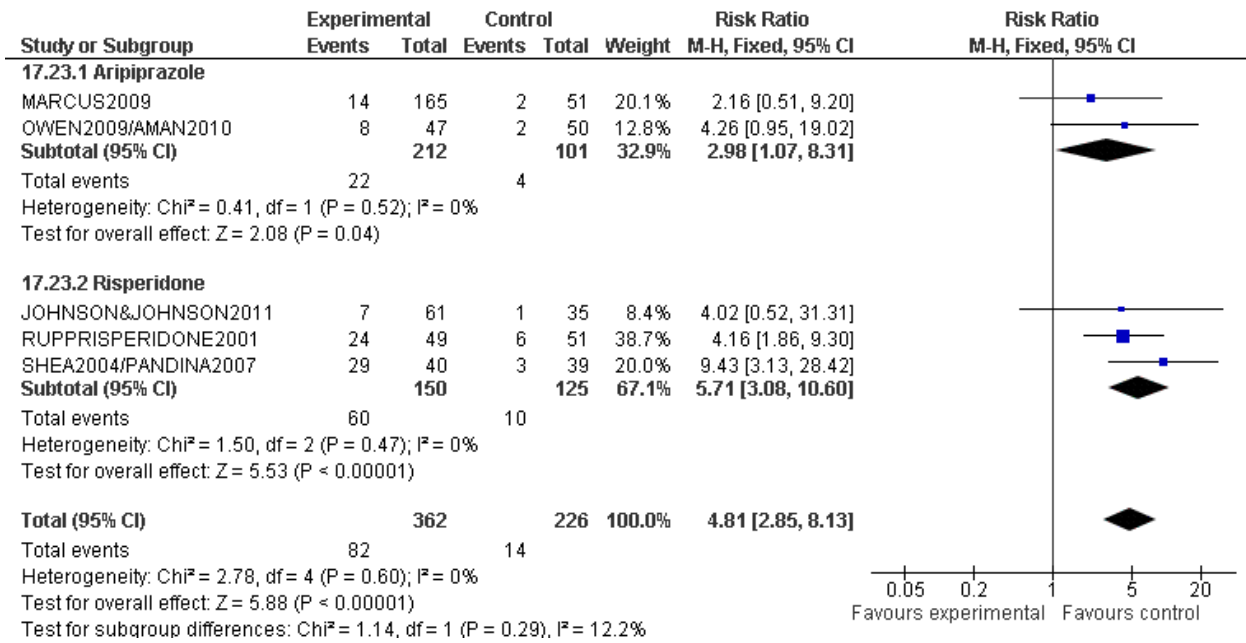 Experimental Control Risk Ratio Risk Ratio
Study or Subgroup Events Total Events Total Weight M-H, Fixed, 95% CI M-H, Fixed, 95% CI
17.23.1 Aripiprazole
MARCUS2009 14 165 2 51 20.1% 2.16 [0.51, 9.20]
OWEN2009/AMAN2010 8 47 2 50 12.8% 4.26 [0.95, 19.02]
Subtotal (95% CI) 212 101 32.9% 2.98 [1.07, 8.31]
Total events 22 4
Heterogeneity: Chi² = 0.41, df = 1 (P = 0.52); I² = 0%
Test for overall effect: Z = 2.08 (P = 0.04)
17.23.2 Risperidone
JOHNSON&JOHNSON2011 7 61 1 35 8.4% 4.02 [0.52, 31.31]
RUPPRISPERIDONE2001 24 49 6 51 38.7% 4.16 [1.86, 9.30]
SHEA2004/PANDINA2007 29 40 3 39 20.0% 9.43 [3.13, 28.42]
Subtotal (95% CI) 150 125 67.1% 5.71 [3.08, 10.60]
Total events 60 10
Heterogeneity: Chi² = 1.50, df = 2 (P = 0.47); I² = 0%
Test for overall effect: Z = 5.53 (P < 0.00001)
Total (95% CI) 362 226 100.0% 4.81 [2.85, 8.13]
Total events 82 14
Heterogeneity: Chi² = 2.78, df = 4 (P = 0.60); I² = 0%
Test for overall effect: Z = 5.88 (P < 0.00001)
Test for subgroup differences: Chi² = 1.14, df = 1 (P = 0.29), I² = 12.2%
0.05 0.2 1 5 20
Favours experimental Favours control